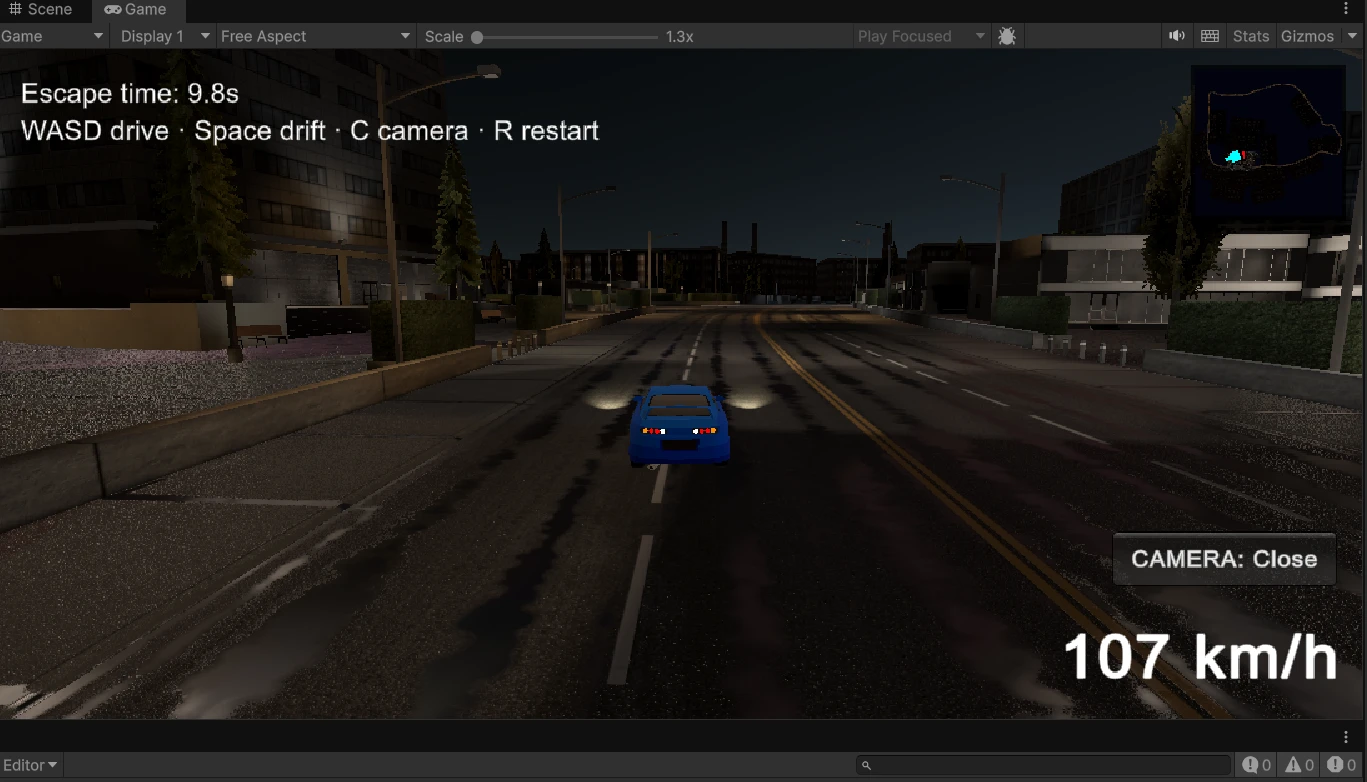 Scene Game
Game Display 1 Free Aspect Scale 1.3x Play Focused Stats Gizmos
Escape time: 9.8s
WASD drive · Space drift · C camera · R restart
CAMERA: Close
107 km/h
Editor 0 0 0